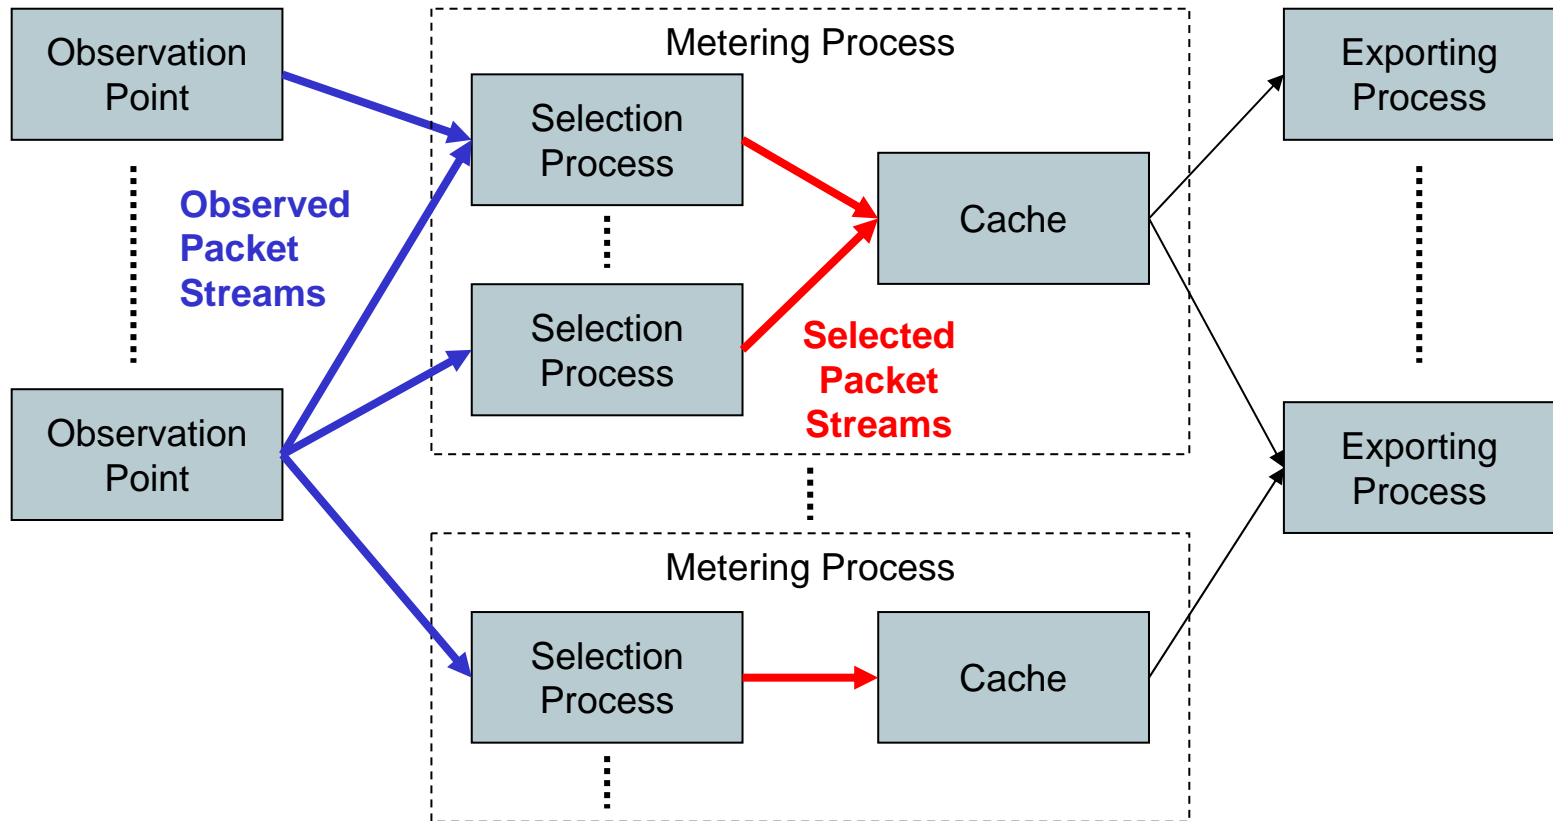 Observation
Point
Observed
Packet
Streams
Observation
Point
Metering Process
Selection
Process
Selection
Process
Cache
Selected
Packet
Streams
Metering Process
Selection
Process
Cache
Exporting
Process
Exporting
Process